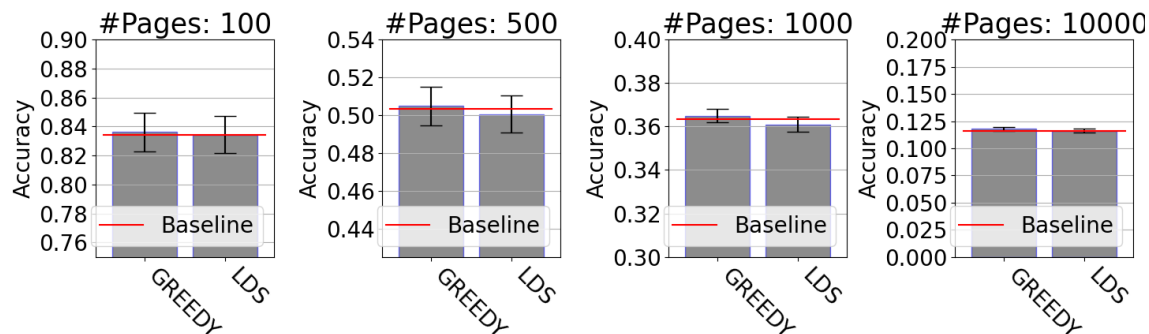 #Pages: 100
0.90
0.88
0.86
0.84
0.82
0.80
0.78
0.76
Accuracy
Baseline
GREEDY
LDS
#Pages: 500
0.54
0.52
0.50
0.48
0.46
0.44
Accuracy
Baseline
GREEDY
LDS
#Pages: 1000
0.40
0.38
0.36
0.34
0.32
0.30
Accuracy
Baseline
GREEDY
LDS
#Pages: 10000
0.200
0.175
0.150
0.125
0.100
0.075
0.050
0.025
0.000
Accuracy
Baseline
GREEDY
LDS